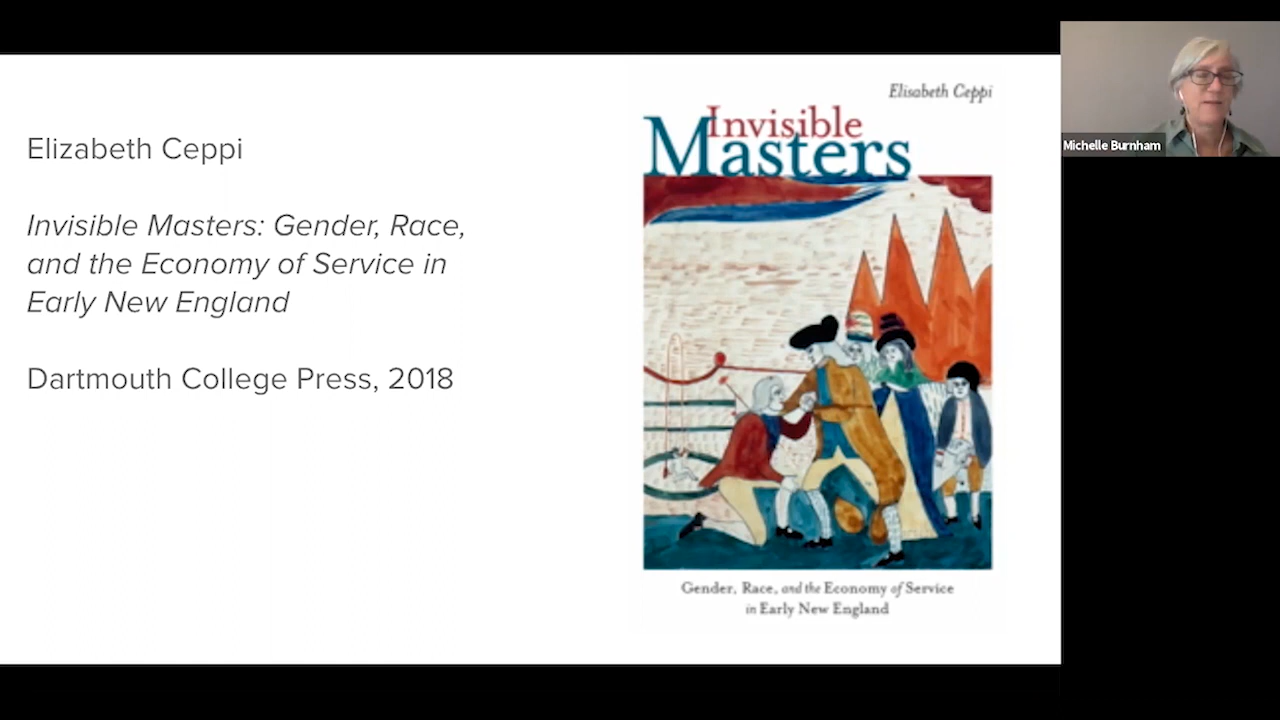 Elizabeth Ceppi
Invisible Masters: Gender, Race,
and the Economy of Service in
Early New England
Dartmouth College Press, 2018
Elisabeth Ceppi
Invisible
Masters
Gender, Race, and the Economy of Service
in Early New England
Michelle Burnham